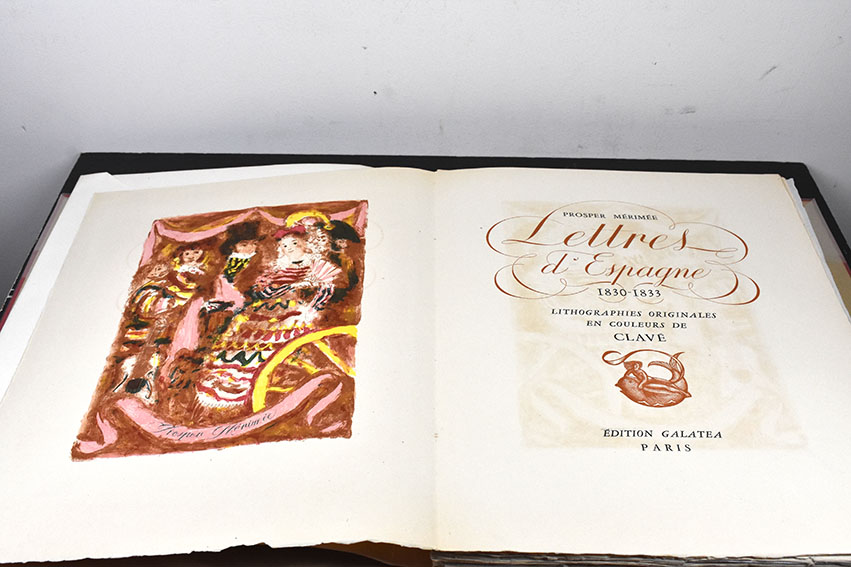 Prosper Mérimée
PROSPER MÉRIMÉE
Lettres
d'Espagne
1830-1833
LITHOGRAPHIES ORIGINALES
EN COULEURS DE
CLAVÉ
ÉDITION GALATEA
PARIS